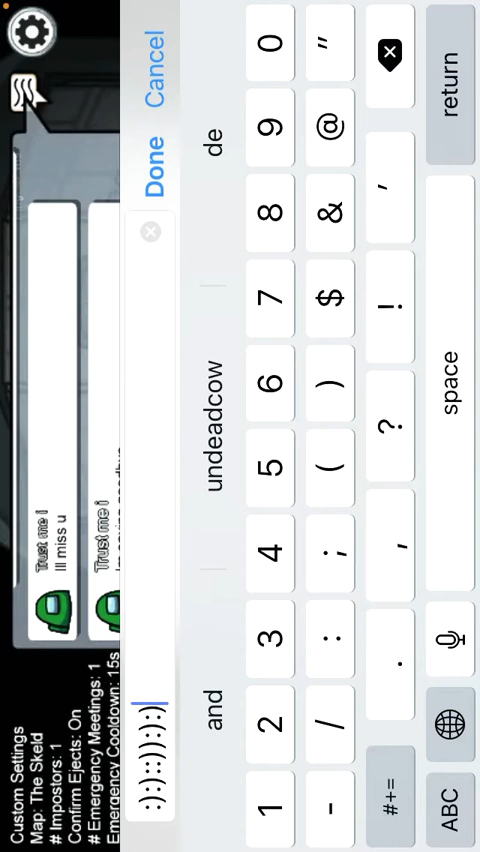 Custom Settings
Map: The Skeld
# Impostors: 1
Confirm Ejects: On
# Emergency Meetings: 1
Emergency Cooldown: 15s
Trust me i
Ill miss u
Trust me i
:):)::)):):)
Done
Cancel
and
undeadcow
de
1 2 3 4 5 6 7 8 9 0
- / : ; ( ) $ & @ "
#+= . , ? ! '
ABC
space
return